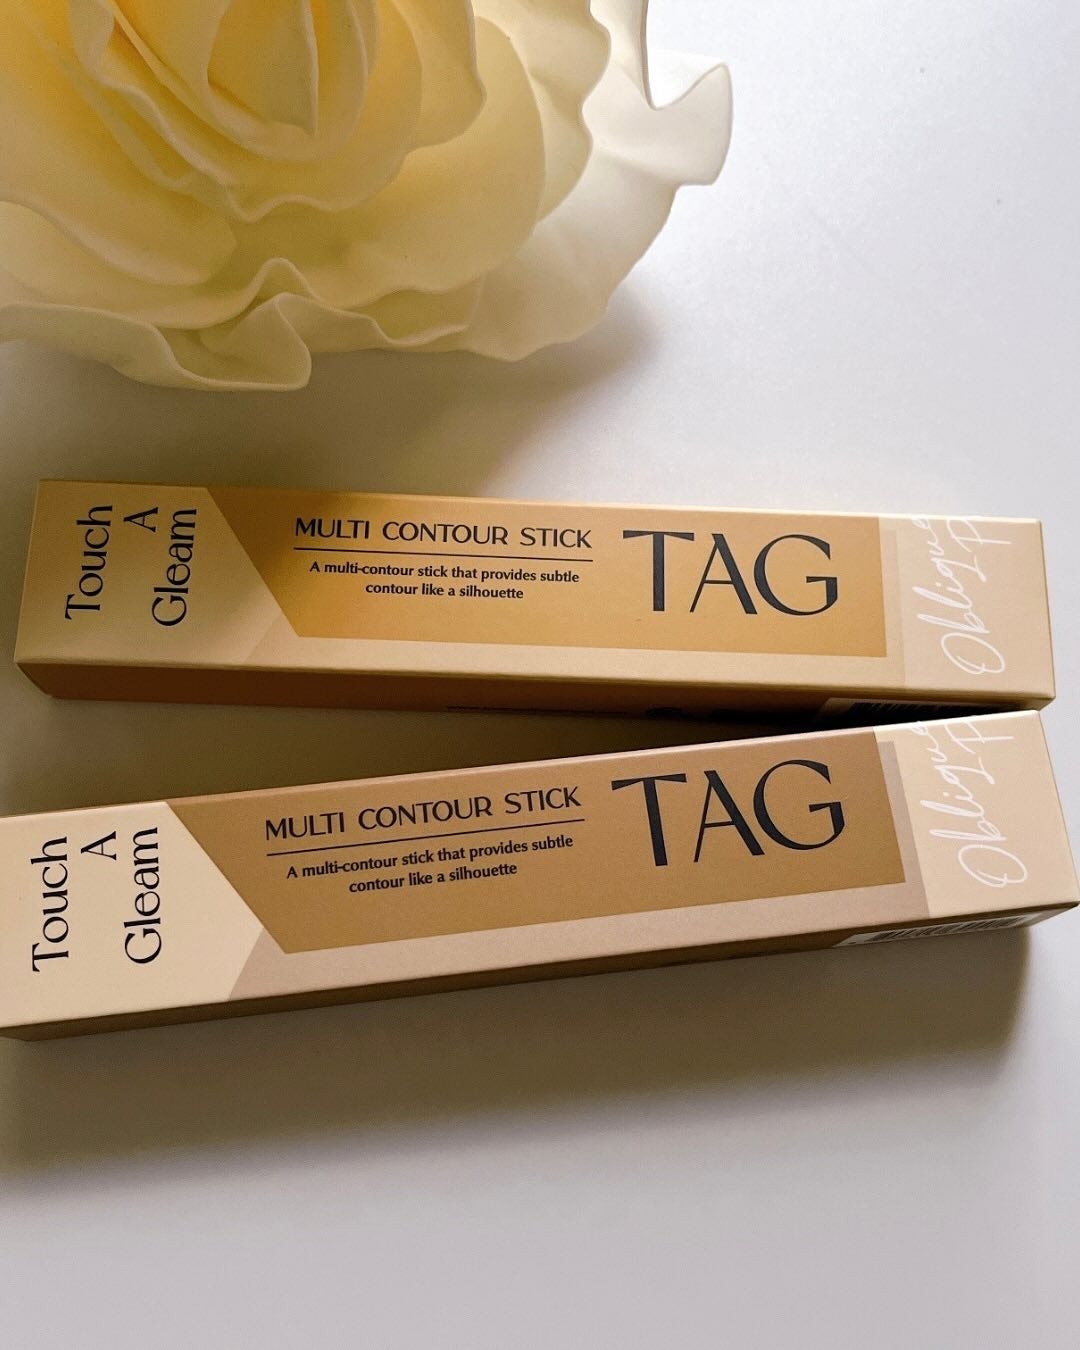 Touch
A
Gleam
MULTI CONTOUR STICK
A multi-contour stick that provides subtle
contour like a silhouette
TAG
Touch
A
Gleam
MULTI CONTOUR STICK
A multi-contour stick that provides subtle
contour like a silhouette
TAG